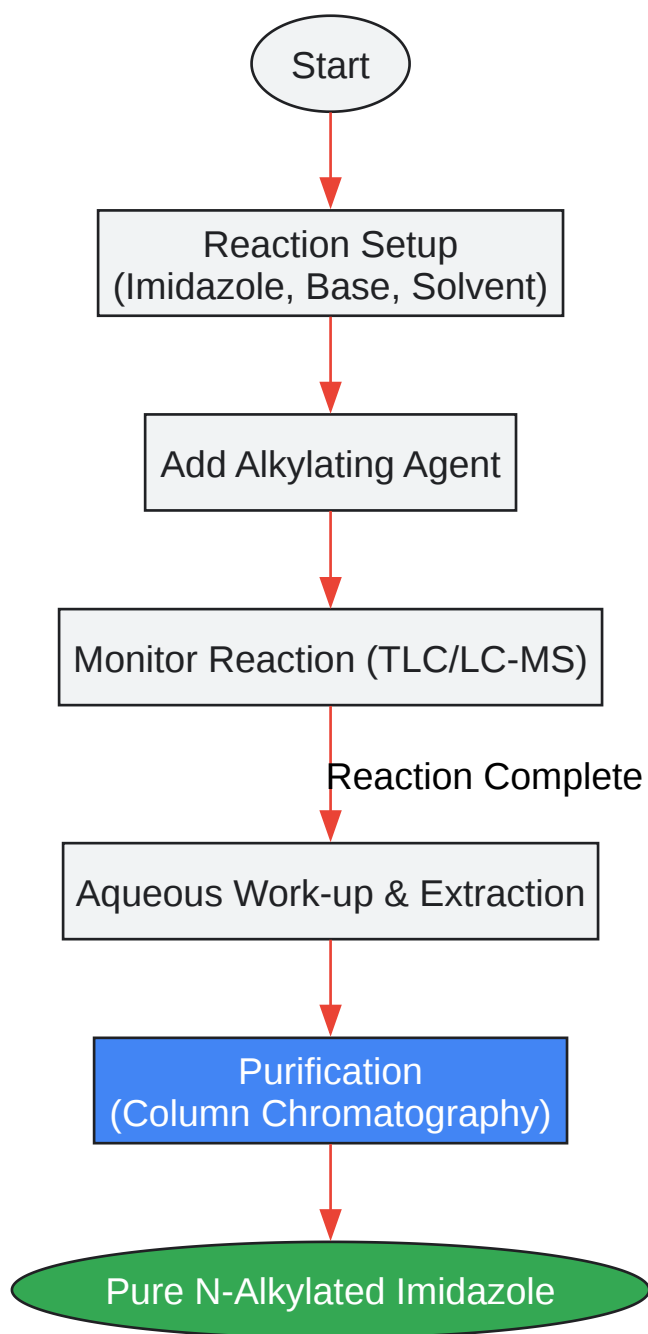 Start
Reaction Setup
(Imidazole, Base, Solvent)
Add Alkylating Agent
Monitor Reaction (TLC/LC-MS)
Reaction Complete
Aqueous Work-up & Extraction
Purification
(Column Chromatography)
Pure N-Alkylated Imidazole